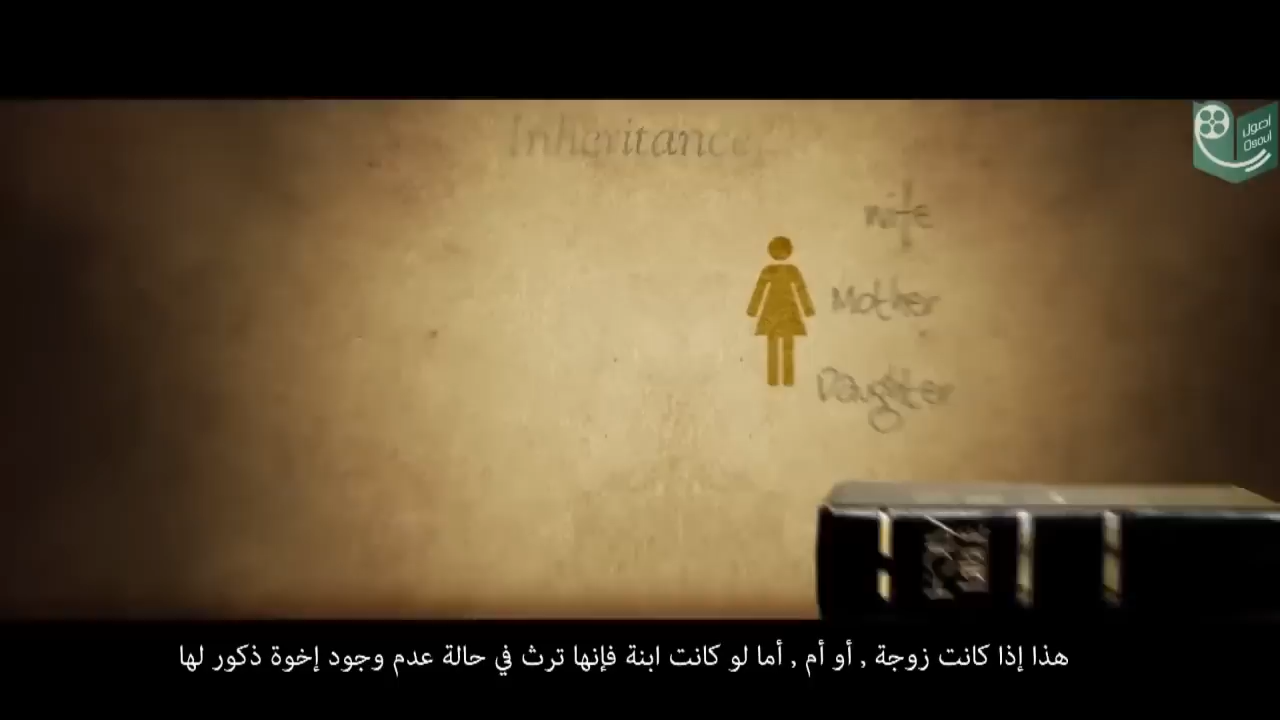 Inheritance
اصول
Osoul
wife
Mother
Daughter
هذا إذا كانت زوجة , أو أم , أما لو كانت ابنة فإنها ترث في حالة عدم وجود إخوة ذكور لها